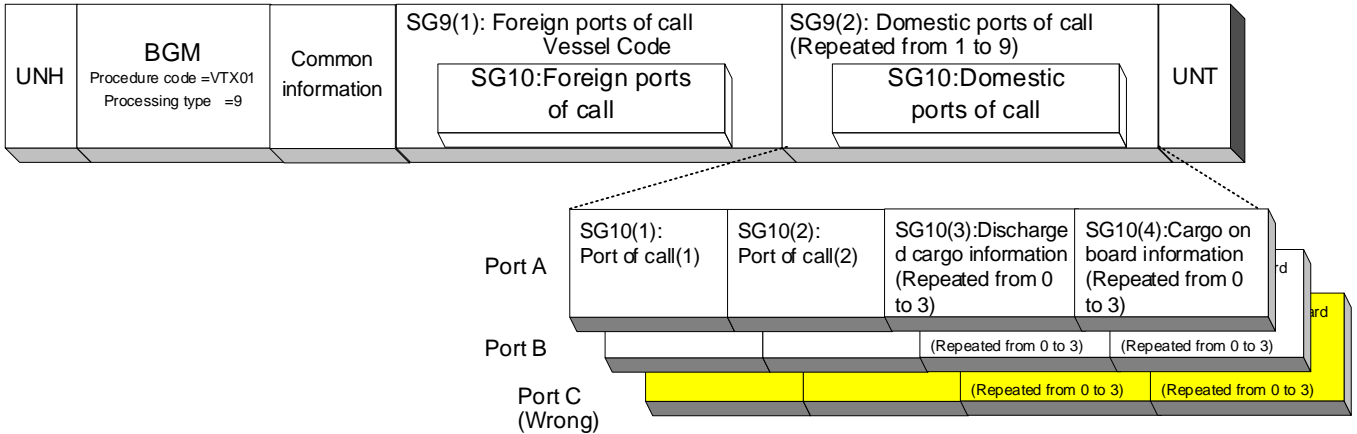 UNH
BGM
Procedure code =VTX01
Processing type =9
Common
information
SG9(1): Foreign ports of call
Vessel Code
SG10:Foreign ports
of call
SG9(2): Domestic ports of call
(Repeated from 1 to 9)
SG10:Domestic
ports of call
UNT
Port A
SG10(1):
Port of call(1)
SG10(2):
Port of call(2)
SG10(3):Discharge
d cargo information
(Repeated from 0
to 3)
SG10(4):Cargo on
board information
(Repeated from 0
to 3)
Port B
(Repeated from 0 to 3)
(Repeated from 0 to 3)
Port C
(Wrong)
(Repeated from 0 to 3)
(Repeated from 0 to 3)